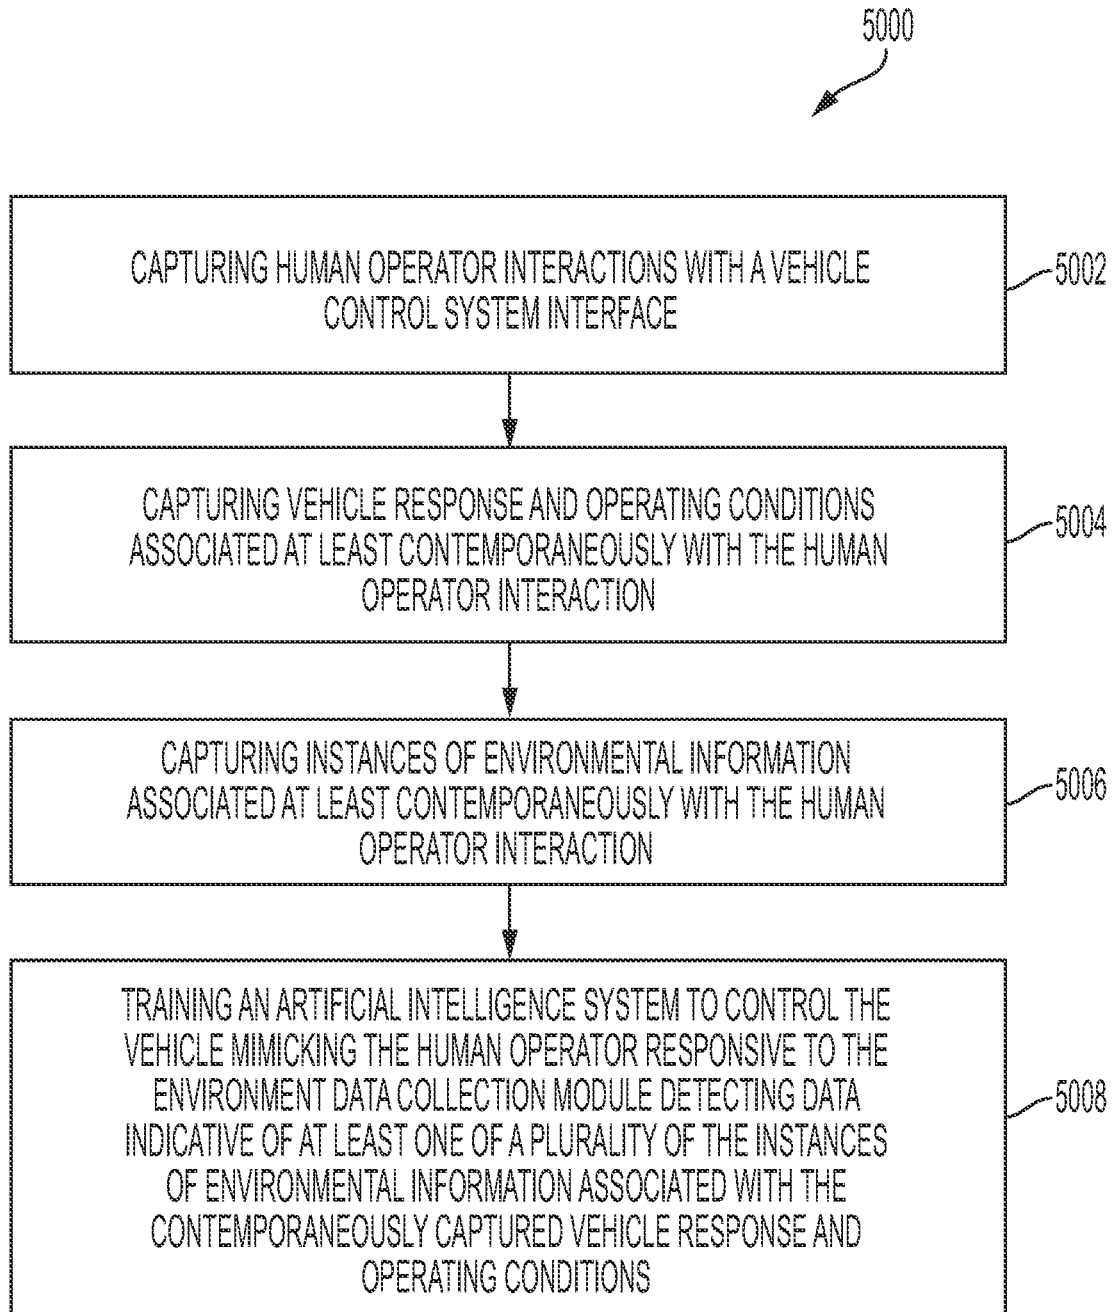 5000
CAPTURING HUMAN OPERATOR INTERACTIONS WITH A VEHICLE
CONTROL SYSTEM INTERFACE
5002
CAPTURING VEHICLE RESPONSE AND OPERATING CONDITIONS
ASSOCIATED AT LEAST CONTEMPORANEOUSLY WITH THE HUMAN
OPERATOR INTERACTION
5004
CAPTURING INSTANCES OF ENVIRONMENTAL INFORMATION
ASSOCIATED AT LEAST CONTEMPORANEOUSLY WITH THE HUMAN
OPERATOR INTERACTION
5006
TRAINING AN ARTIFICIAL INTELLIGENCE SYSTEM TO CONTROL THE
VEHICLE MIMICKING THE HUMAN OPERATOR RESPONSIVE TO THE
ENVIRONMENT DATA COLLECTION MODULE DETECTING DATA
INDICATIVE OF AT LEAST ONE OF A PLURALITY OF THE INSTANCES
OF ENVIRONMENTAL INFORMATION ASSOCIATED WITH THE
CONTEMPORANEOUSLY CAPTURED VEHICLE RESPONSE AND
OPERATING CONDITIONS
5008